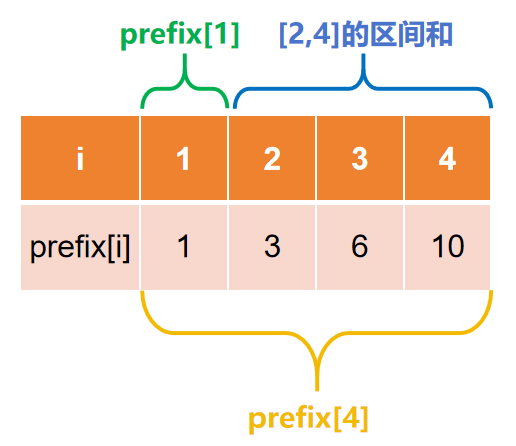 prefix[1] [2,4]的区间和
i 1 2 3 4
prefix[i] 1 3 6 10
prefix[4]